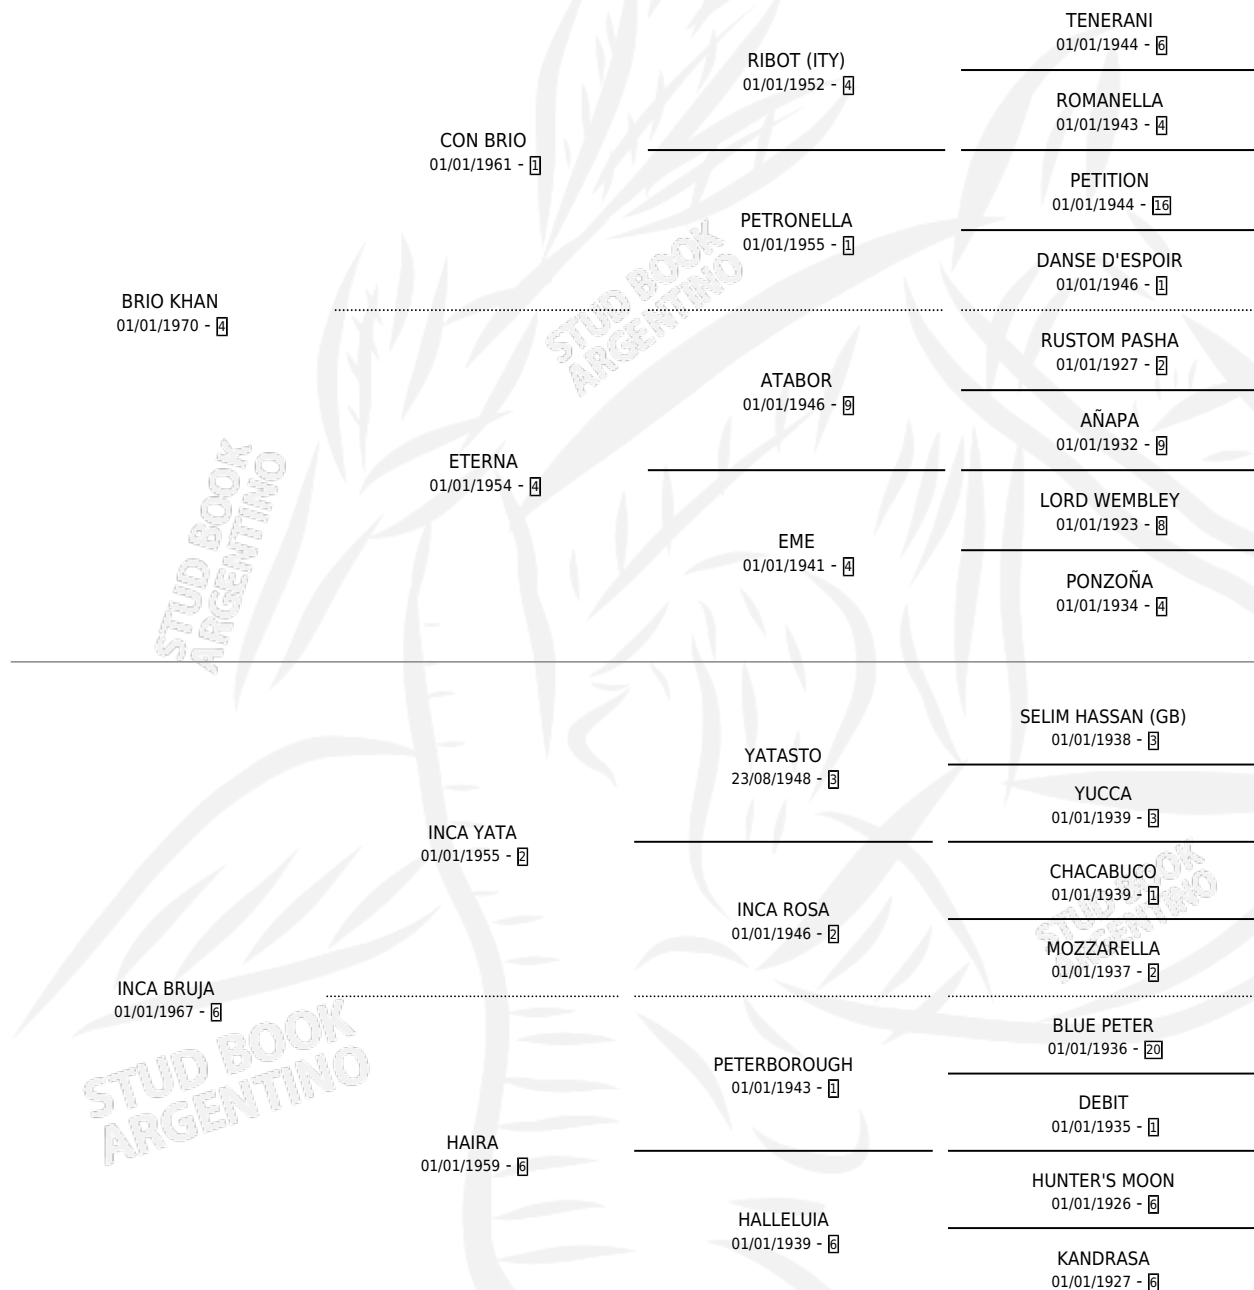 TENERANI
01/01/1944 - 6
RIBOT (ITY)
01/01/1952 - 4
ROMANELLA
01/01/1943 - 4
CON BRIO
01/01/1961 - 1
PETITION
01/01/1944 - 16
PETRONELLA
01/01/1955 - 1
DANSE D'ESPOIR
01/01/1946 - 1
BRIO KHAN
01/01/1970 - 4
RUSTOM PASHA
01/01/1927 - 2
ATABOR
01/01/1946 - 9
AÑAPA
01/01/1932 - 9
ETERNA
01/01/1954 - 4
LORD WEMBLEY
01/01/1923 - 8
EME
01/01/1941 - 4
PONZOÑA
01/01/1934 - 4
STUD BOOK
ARGENTINO
STUD BOOK
ARGENTINO
SELIM HASSAN (GB)
01/01/1938 - 3
YATASTO
23/08/1948 - 3
YUCCA
01/01/1939 - 3
INCA YATA
01/01/1955 - 2
CHACABUCO
01/01/1939 - 1
INCA ROSA
01/01/1946 - 2
MOZZARELLA
01/01/1937 - 2
INCA BRUJA
01/01/1967 - 6
BLUE PETER
01/01/1936 - 20
PETERBOROUGH
01/01/1943 - 1
DEBIT
01/01/1935 - 1
HAIRA
01/01/1959 - 6
HUNTER'S MOON
01/01/1926 - 6
HALLELUIA
01/01/1939 - 6
KANDRASA
01/01/1927 - 6
STUD BOOK
ARGENTINO
STUD BOOK
ARGENTINO